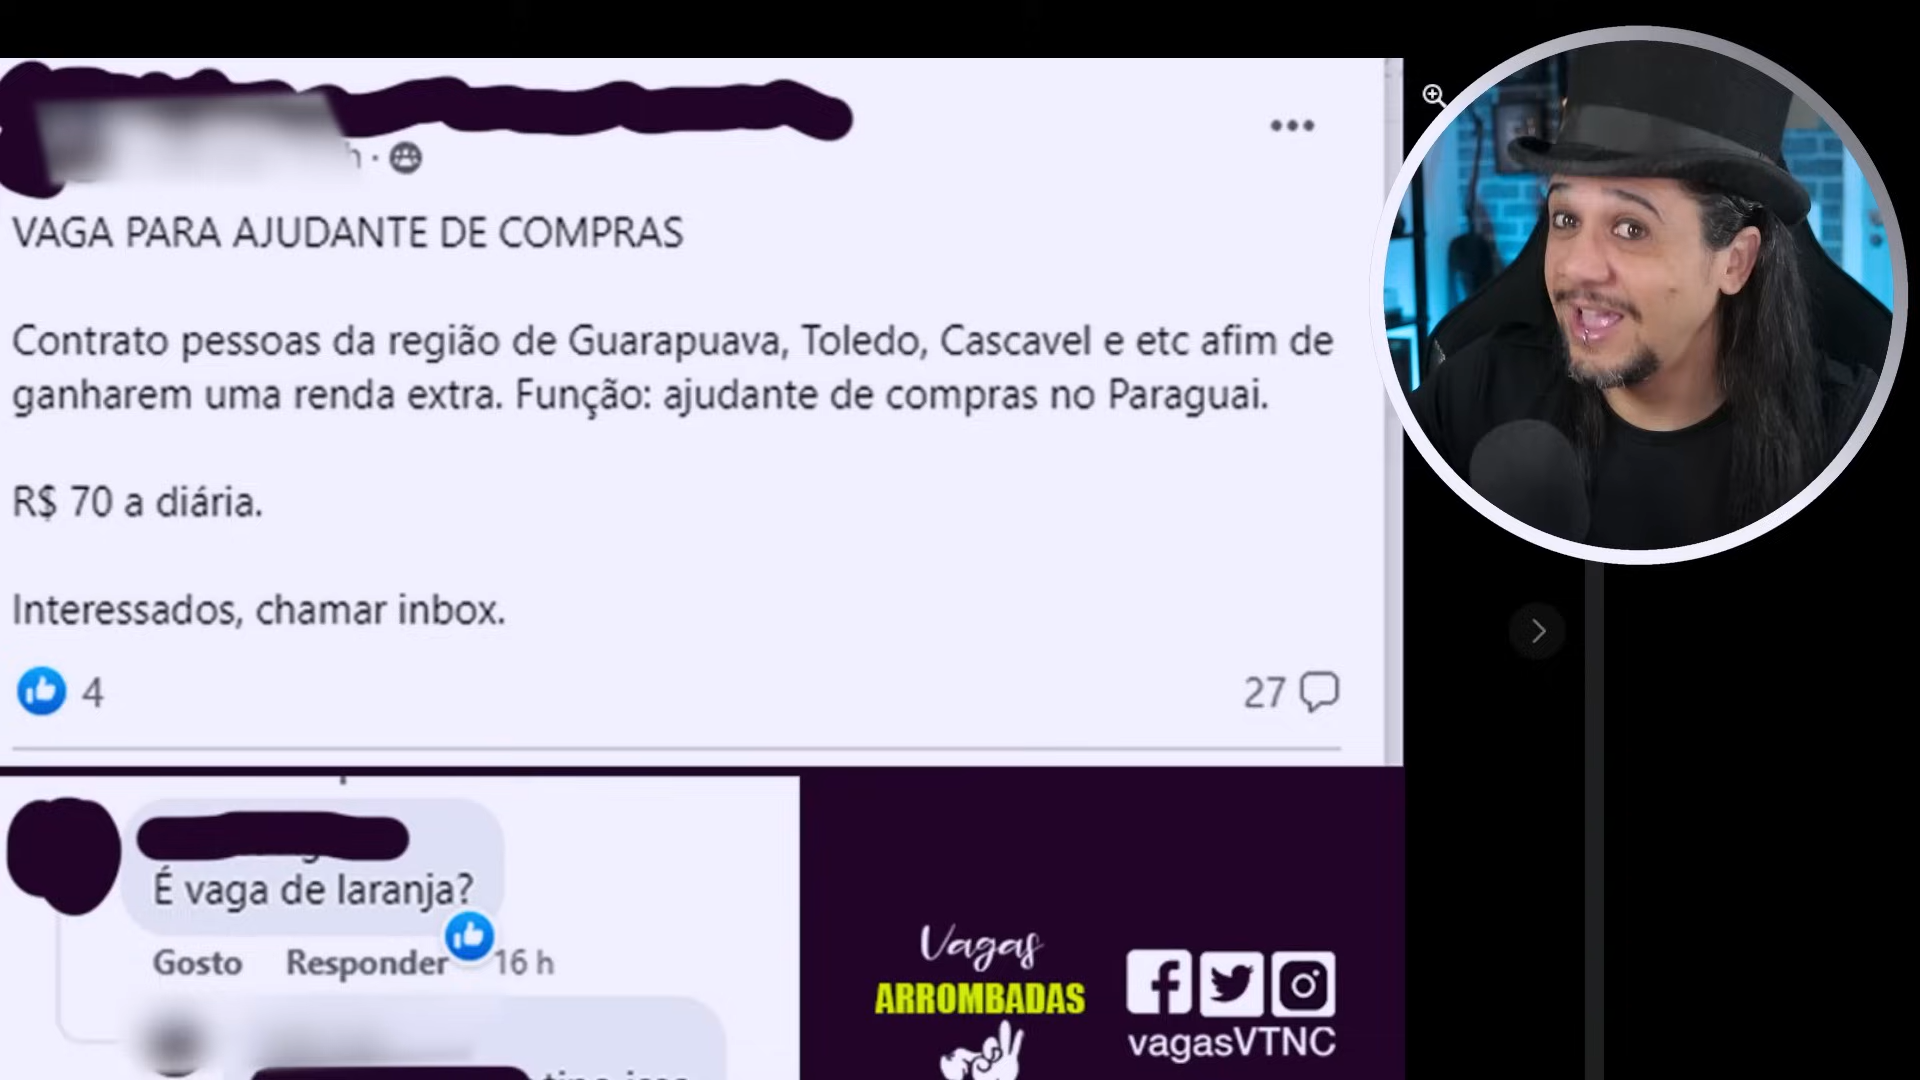 VAGA PARA AJUDANTE DE COMPRAS
Contrato pessoas da região de Guarapuava, Toledo, Cascavel e etc afim de
ganharem uma renda extra. Função: ajudante de compras no Paraguai.
R$ 70 a diária.
Interessados, chamar inbox.
4
27
É vaga de laranja?
Gosto Responder 16 h
Vagas
ARROMBADAS
vagasVTNC